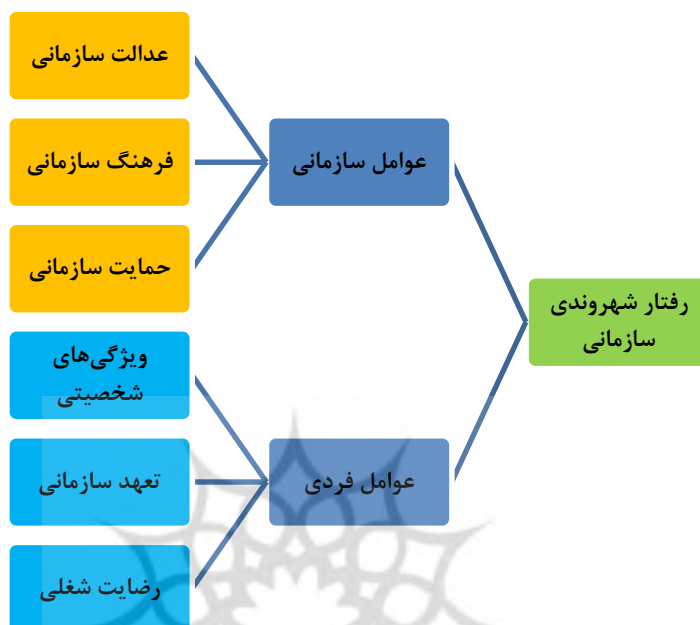 رفتار شهروندی
سازمانی
عوامل سازمانی
عدالت سازمانی
فرهنگ سازمانی
حمایت سازمانی
عوامل فردی
ویژگی‌های
شخصیتی
تعهد سازمانی
رضایت شغلی